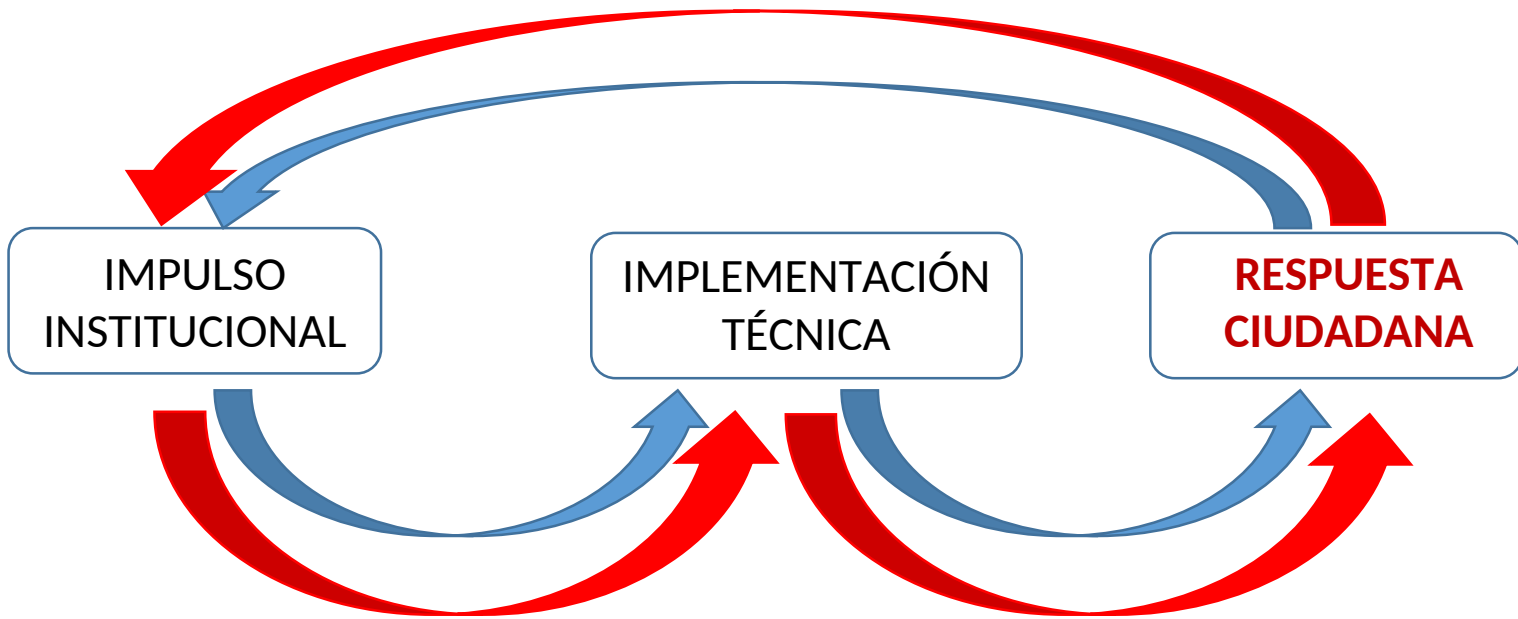 IMPULSO
INSTITUCIONAL
IMPLEMENTACIÓN
TÉCNICA
RESPUESTA
CIUDADANA